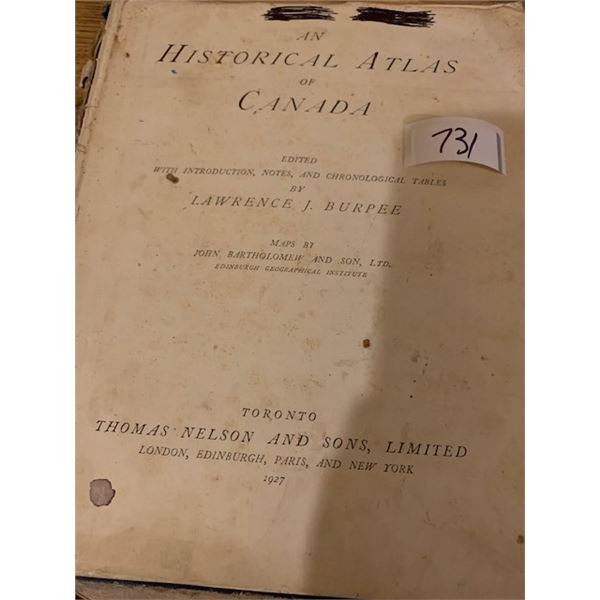 AN
HISTORICAL ATLAS
OF
CANADA
731
EDITED
WITH INTRODUCTION, NOTES, AND CHRONOLOGICAL TABLES
BY
LAWRENCE J. BURPEE
MAPS BY
JOHN BARTHOLOMEW AND SON, LTD.
EDINBURGH GEOGRAPHICAL INSTITUTE
TORONTO
THOMAS NELSON AND SONS, LIMITED
LONDON, EDINBURGH, PARIS, AND NEW YORK
1927